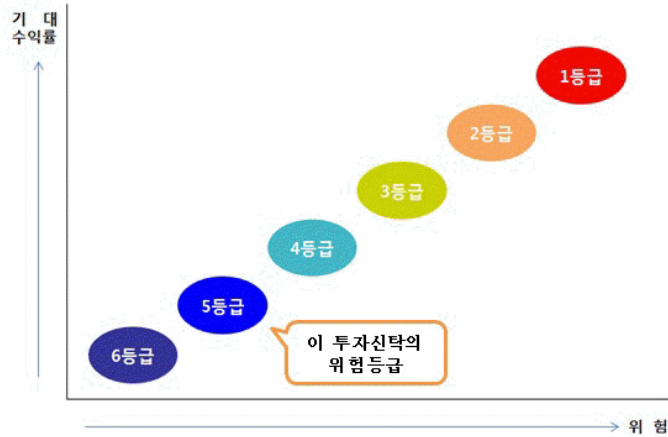 기 대
수익률
1등급
2등급
3등급
4등급
5등급
이 투자신탁의
위험등급
6등급
위 험